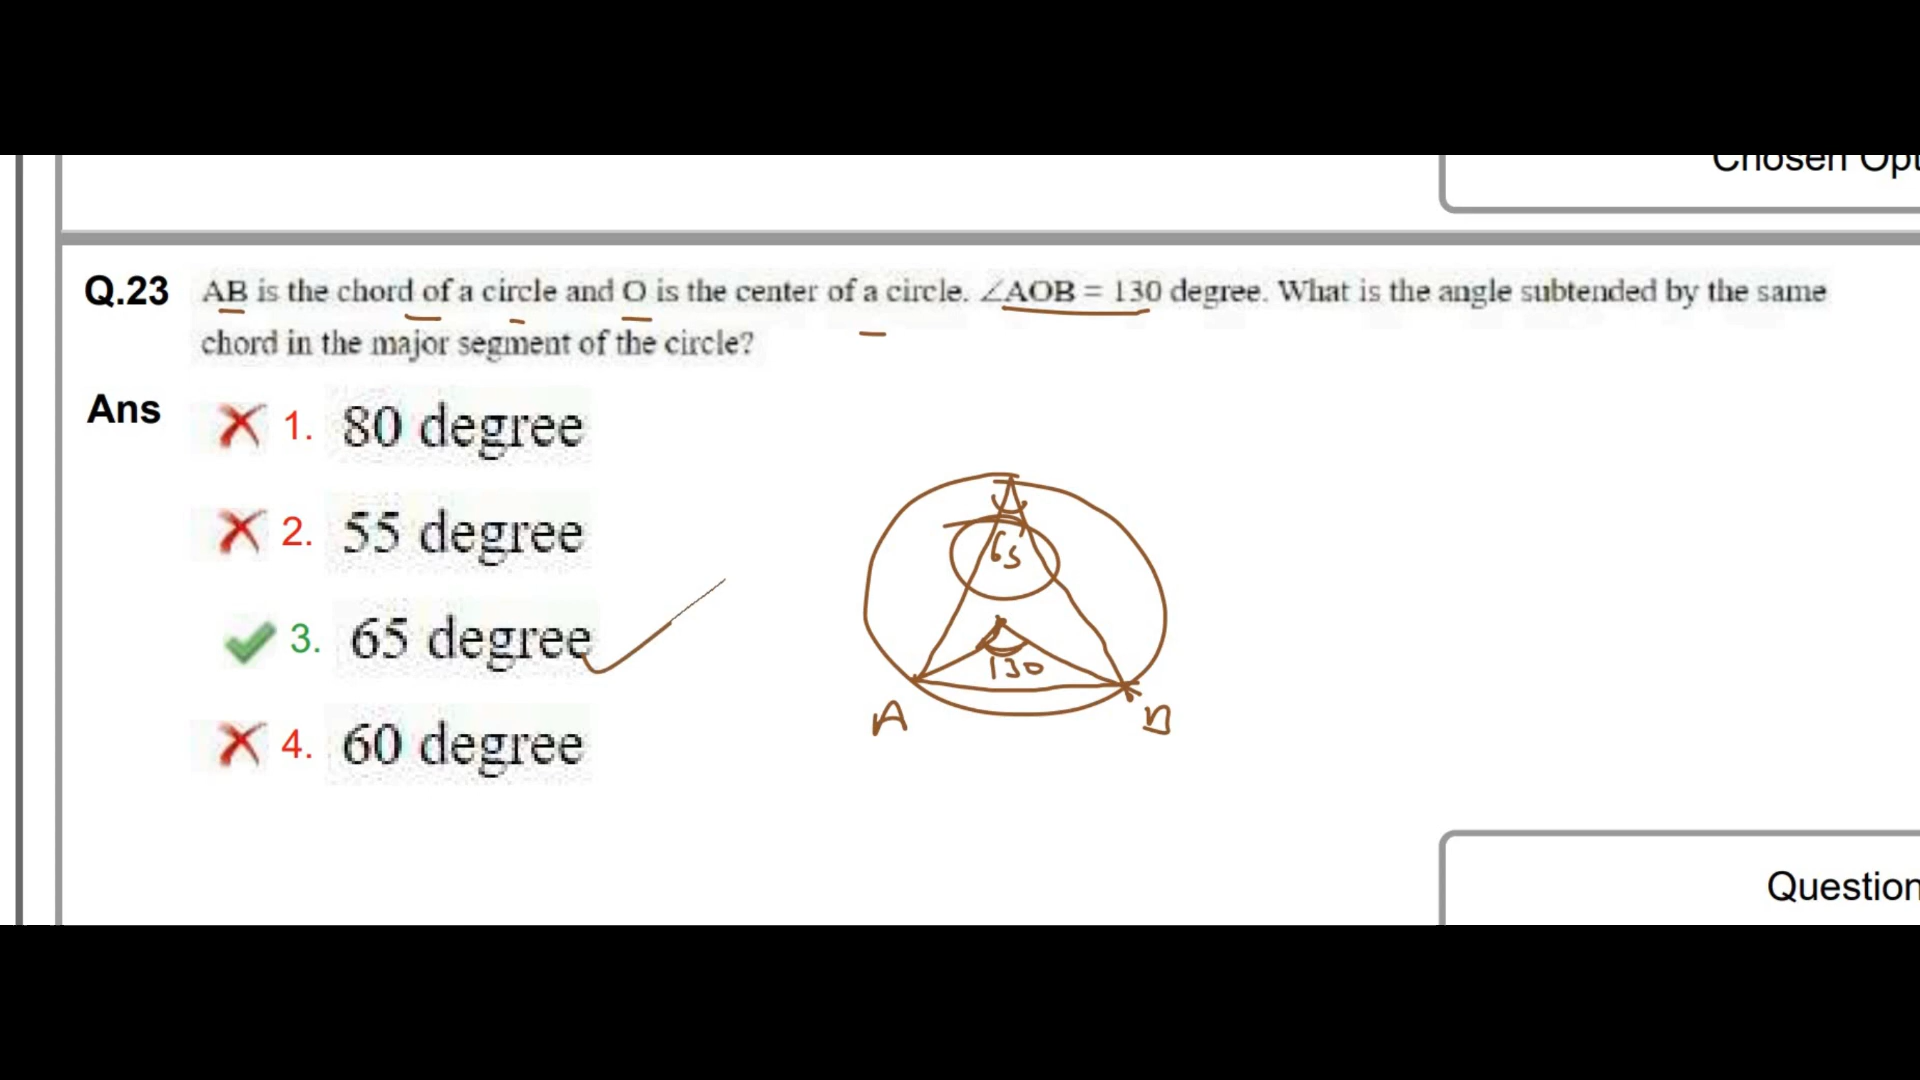 Chosen Opt
Q.23 AB is the chord of a circle and O is the center of a circle. ∠AOB = 130 degree. What is the angle subtended by the same
chord in the major segment of the circle?
Ans 1. 80 degree
2. 55 degree
3. 65 degree
4. 60 degree
65
130
A
B
Question